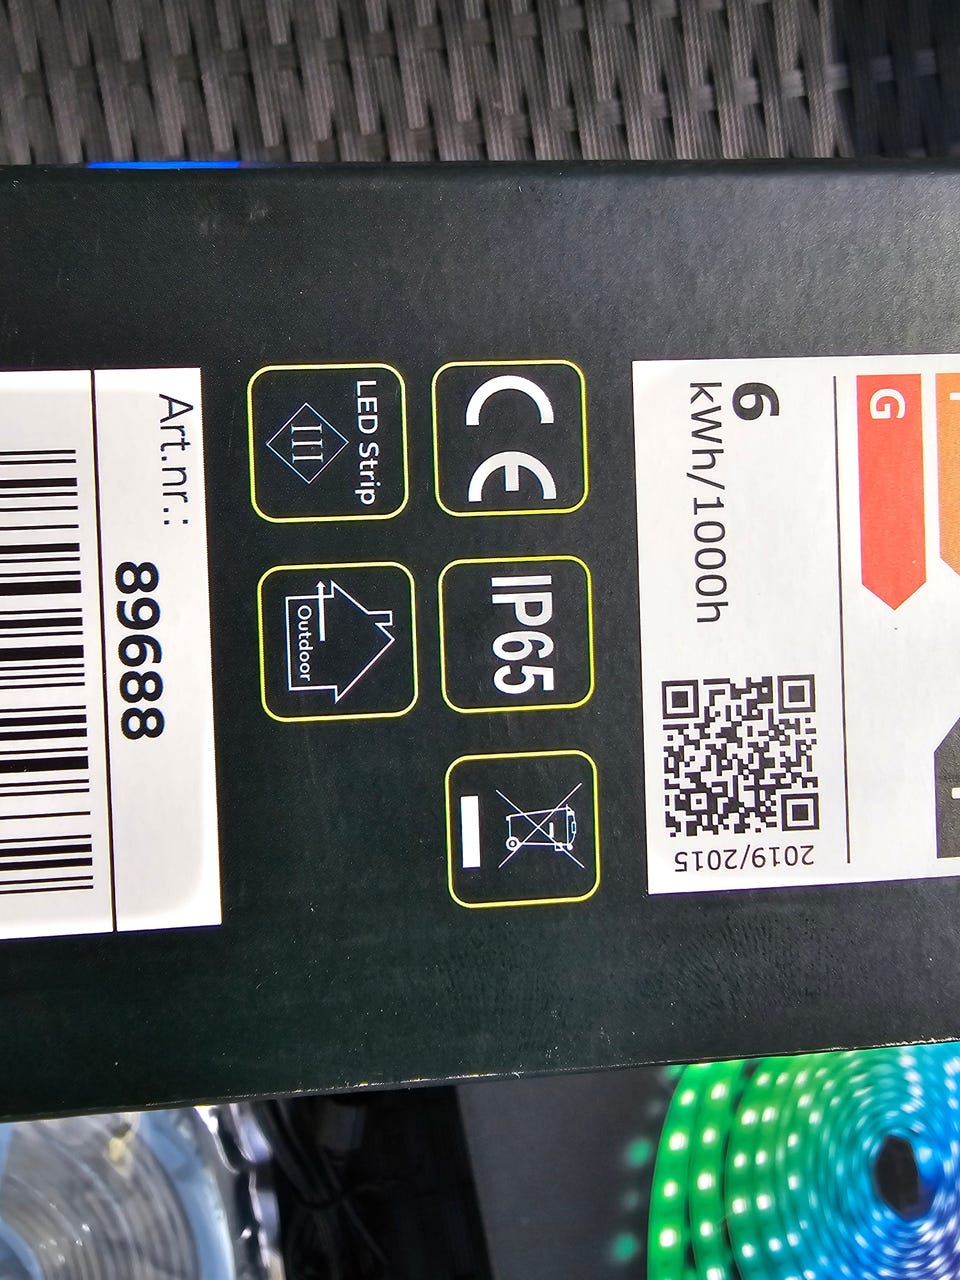 G
6
kWh/1000h
2019/2015
CE
IP65
LED Strip
III
Outdoor
Art.nr.:
89688